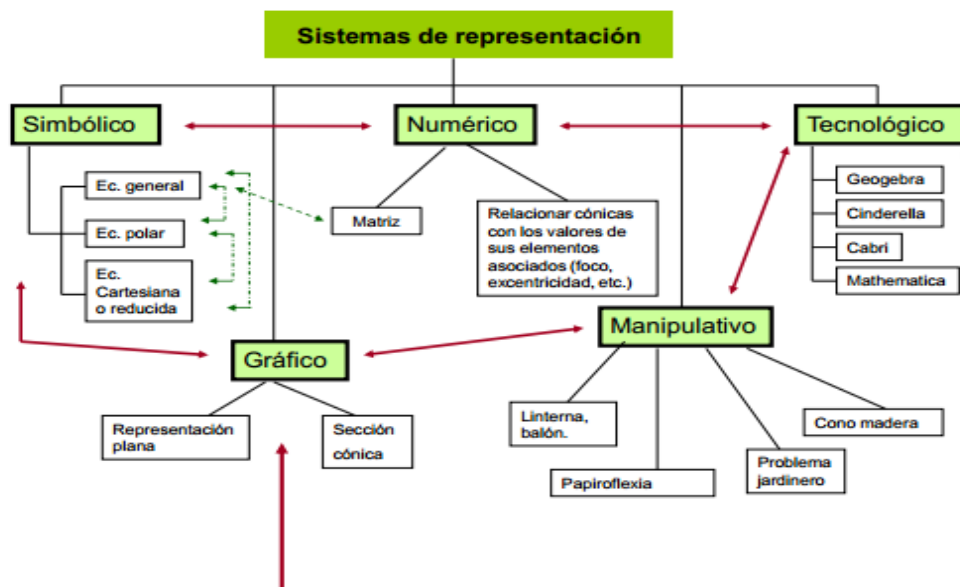 Sistemas de representación
Simbólico
Numérico
Tecnológico
Ec. general
Ec. polar
Ec.
Cartesiana
o reducida
Matriz
Relacionar cónicas
con los valores de
sus elementos
asociados (foco,
excentricidad, etc.)
Geogebra
Cinderella
Cabri
Mathematica
Gráfico
Manipulativo
Representación
plana
Sección
cónica
Linterna,
balón.
Papiroflexia
Problema
jardinero
Cono madera